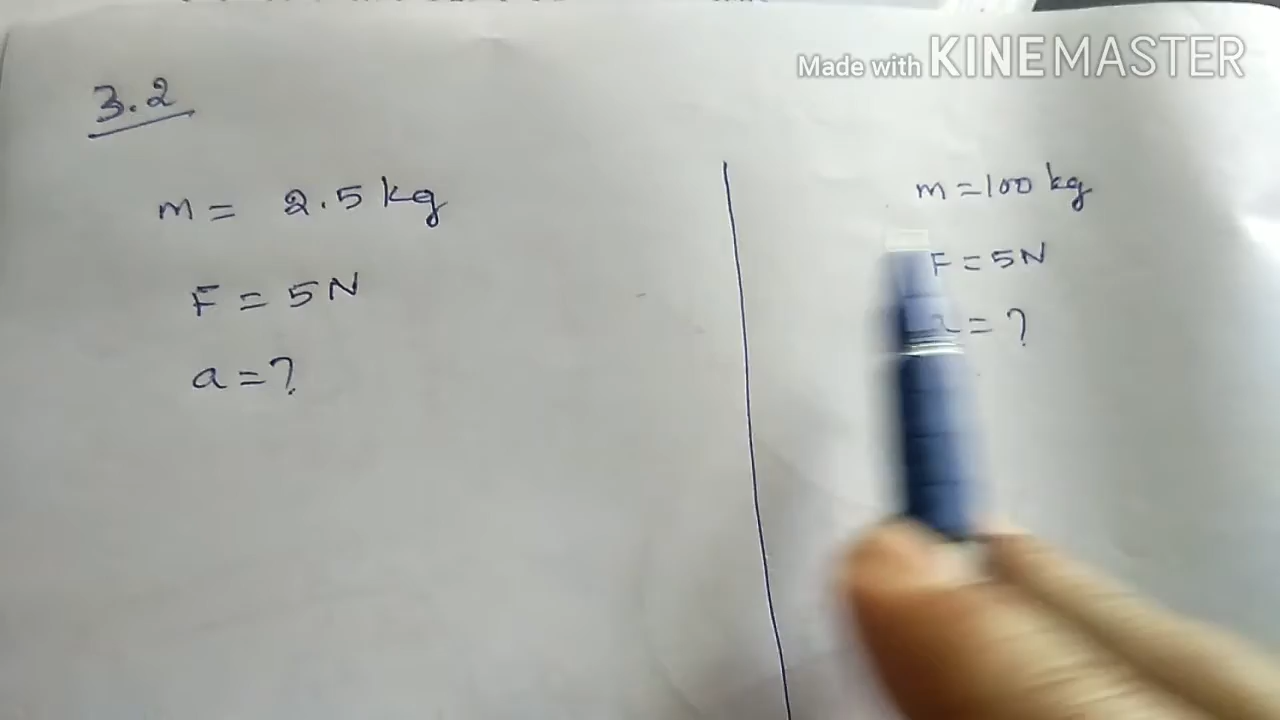 Made with KINEMASTER
3.2
m = 2.5 kg
F = 5N
a = ?
m = 100 kg
F = 5N
a = ?